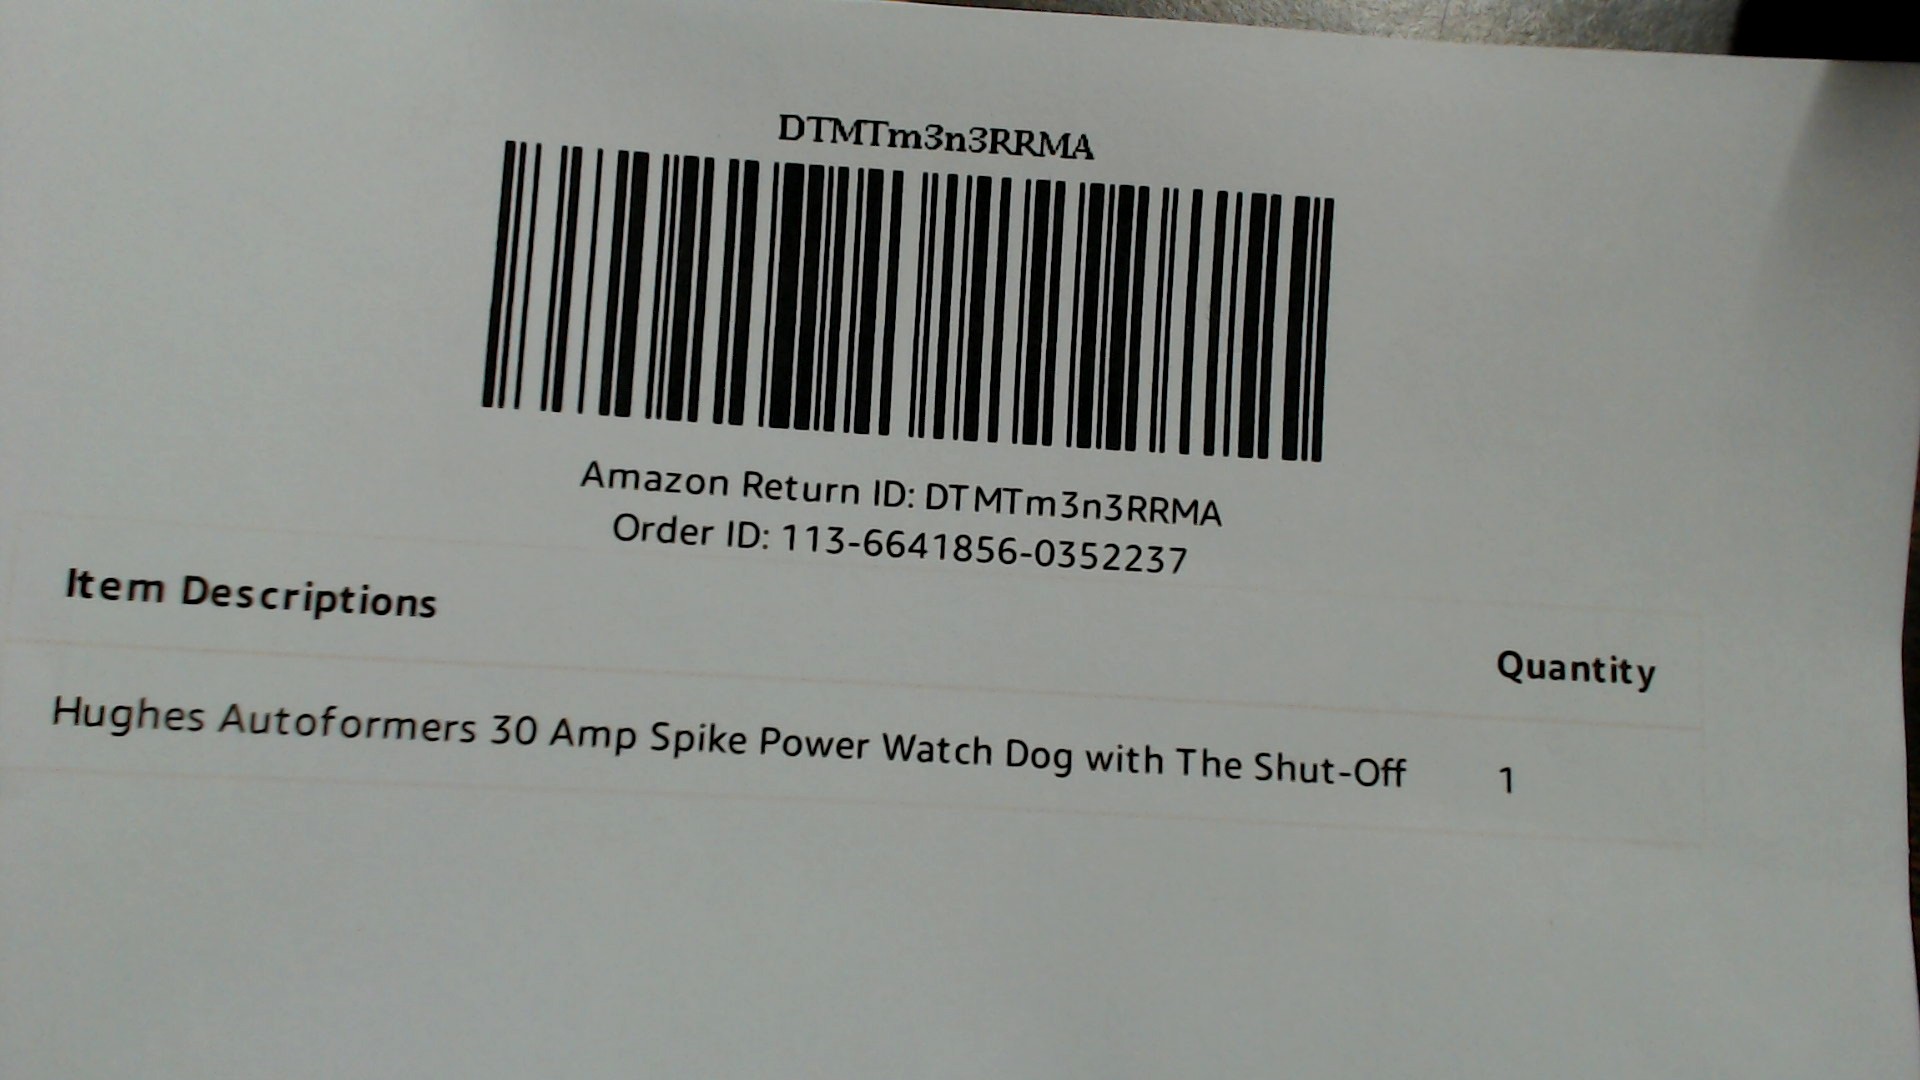 DTMTm3n3RRMA
Amazon Return ID: DTMTm3n3RRMA
Order ID: 113-6641856-0352237
Item Descriptions
Quantity
Hughes Autoformers 30 Amp Spike Power Watch Dog with The Shut-Off 1